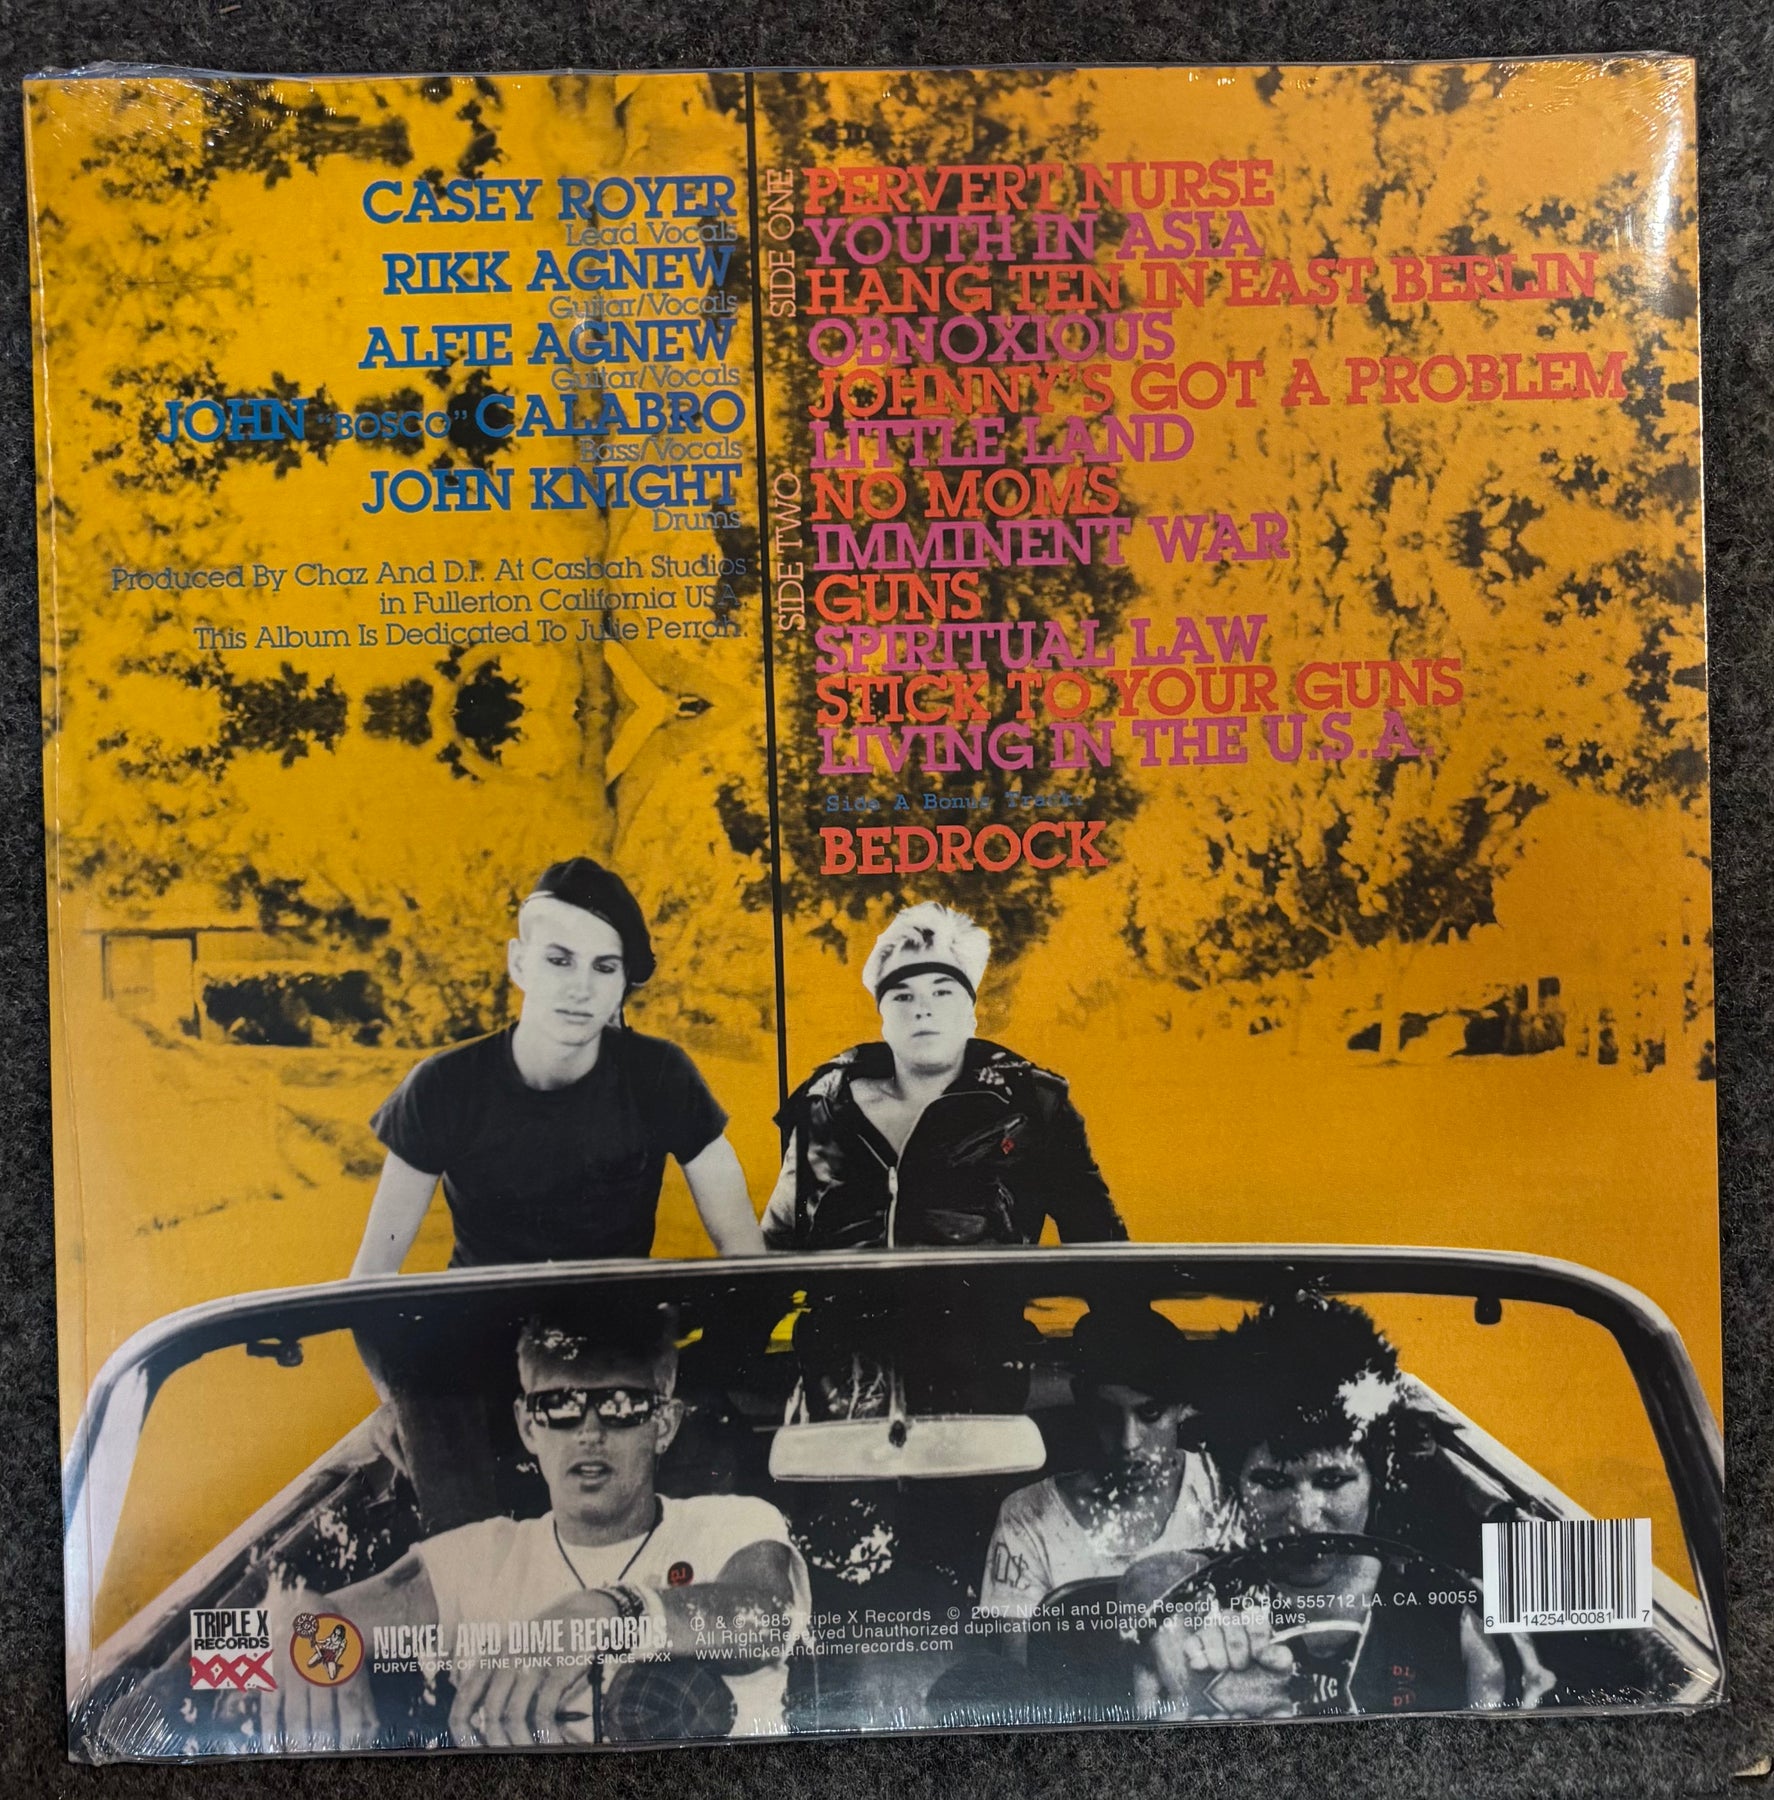 CASEY ROYER
Lead Vocals
RIKK AGNEW
Guitar/Vocals
ALFIE AGNEW
Guitar/Vocals
JOHN "BOSCO" CALABRO
Bass/Vocals
JOHN KNIGHT
Drums
Produced By Chaz And D.I. At Casbah Studios
in Fullerton California USA.
This Album Is Dedicated To Julie Perrah.
SIDE ONE
PERVERT NURSE
YOUTH IN ASIA
HANG TEN IN EAST BERLIN
OBNOXIOUS
JOHNNY'S GOT A PROBLEM
LITTLE LAND
SIDE TWO
NO MOMS
IMMINENT WAR
GUNS
SPIRITUAL LAW
STICK TO YOUR GUNS
LIVING IN THE U.S.A.
Side A Bonus Track:
BEDROCK
TRIPLE X
RECORDS
XXX
NICKEL AND DIME RECORDS.
PURVEYORS OF FINE PUNK ROCK SINCE 19XX
℗ & © 1985 Triple X Records © 2007 Nickel and Dime Records, PO Box 555712 LA. CA. 90055
All Right Reserved Unauthorized duplication is a violation of applicable laws.
www.nickelanddimerecords.com
6 14254 00081 7
D.I.
D.I.
D.I.